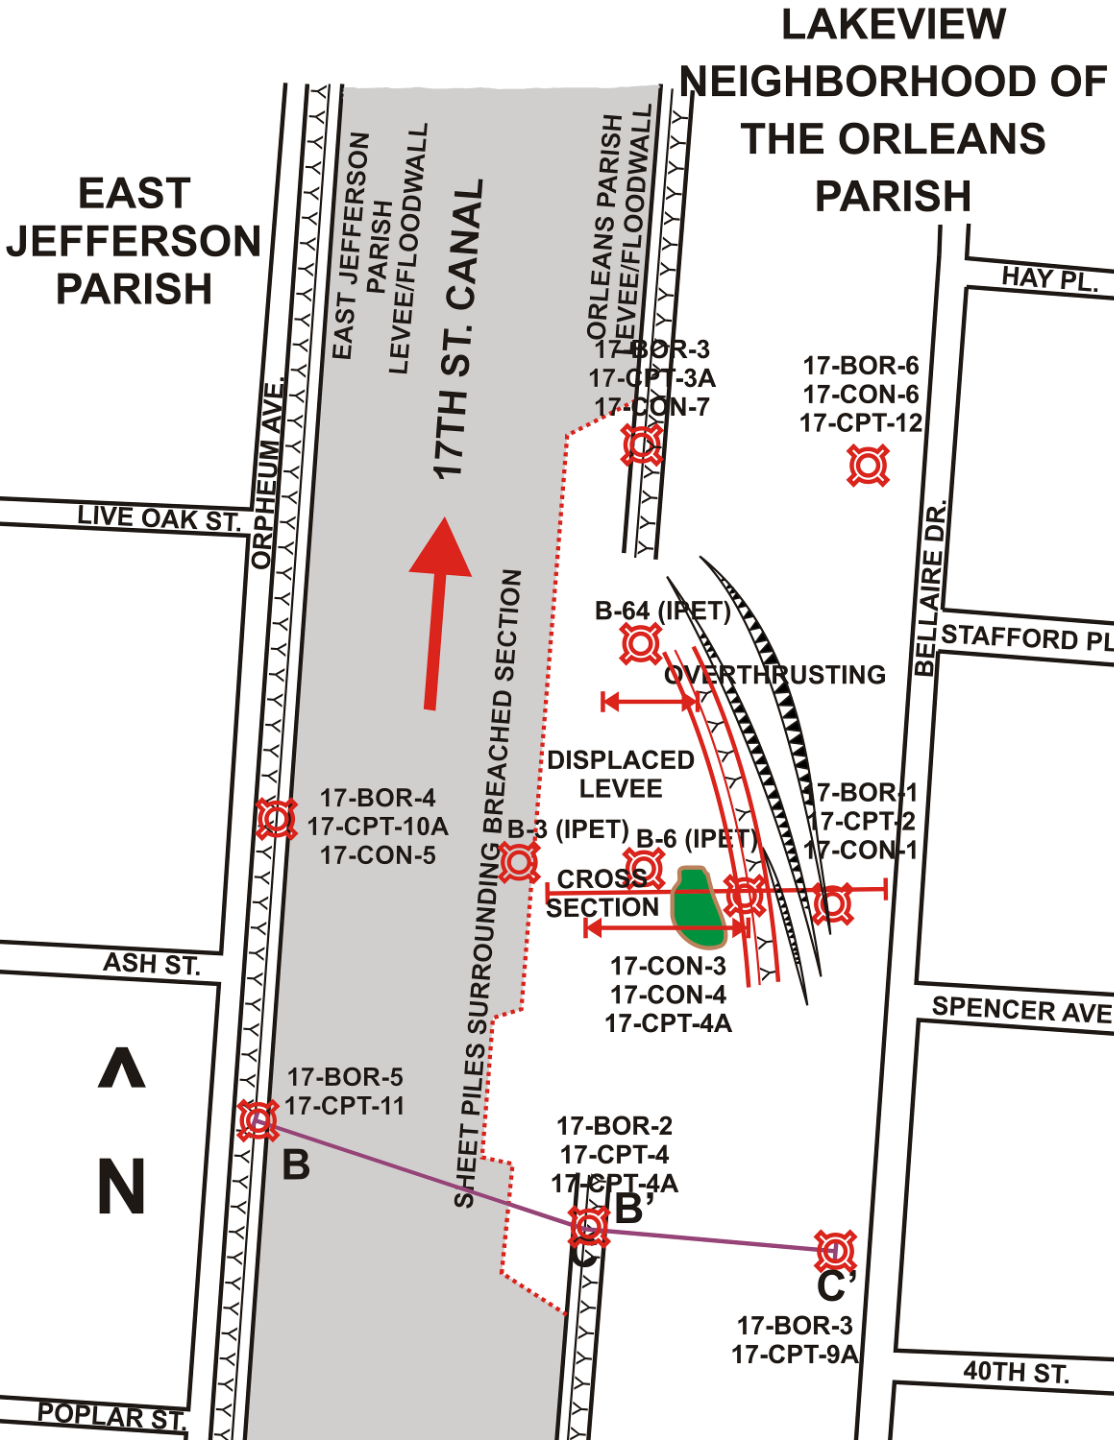 LAKEVIEW
NEIGHBORHOOD OF
THE ORLEANS
PARISH
EAST
JEFFERSON
PARISH
EAST JEFFERSON
PARISH
LEVEE/FLOODWALL
17TH ST. CANAL
ORLEANS PARISH
LEVEE/FLOODWALL
HAY PL.
17-BOR-3
17-CPT-3A
17-CON-7
17-BOR-6
17-CON-6
17-CPT-12
ORPHEUM AVE.
LIVE OAK ST.
BELLAIRE DR.
STAFFORD PL
B-64 (IPET)
OVERTHRUSTING
SHEET PILES SURROUNDING BREACHED SECTION
DISPLACED
LEVEE
17-BOR-4
17-CPT-10A
17-CON-5
7-BOR-1
17-CPT-2
17-CON-1
B-3 (IPET)
B-6 (IPET)
CROSS
SECTION
17-CON-3
17-CON-4
17-CPT-4A
ASH ST.
SPENCER AVE
^
N
17-BOR-5
17-CPT-11
B
17-BOR-2
17-CPT-4
17-CPT-4A
B’
C
C’
17-BOR-3
17-CPT-9A
40TH ST.
POPLAR ST.